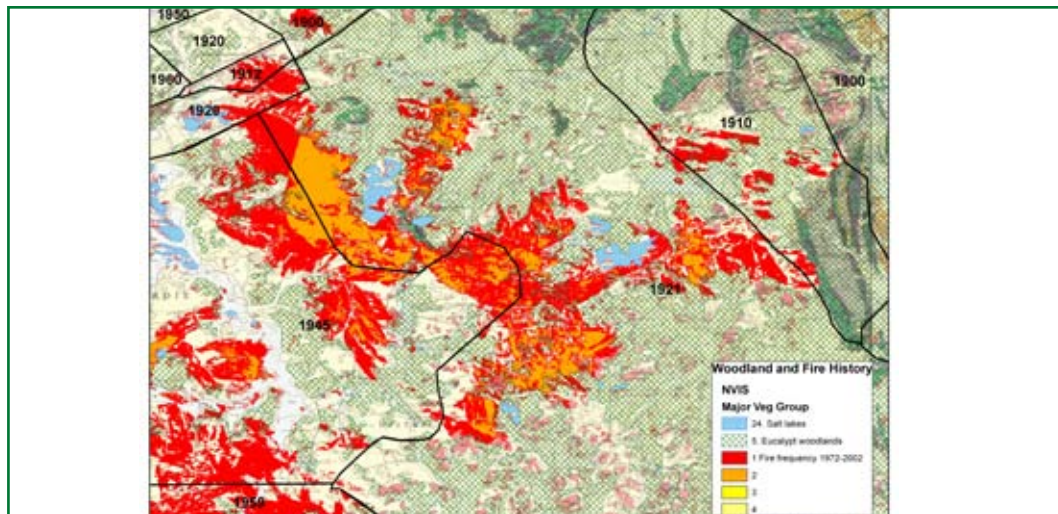 1950
1900
1920
1912
1960
1929
1910
1900
1921
1945
1959
Woodland and Fire History
NVIS
Major Veg Group
24. Salt lakes
5. Eucalypt woodlands
1 Fire frequency 1972-2002
2
3
4